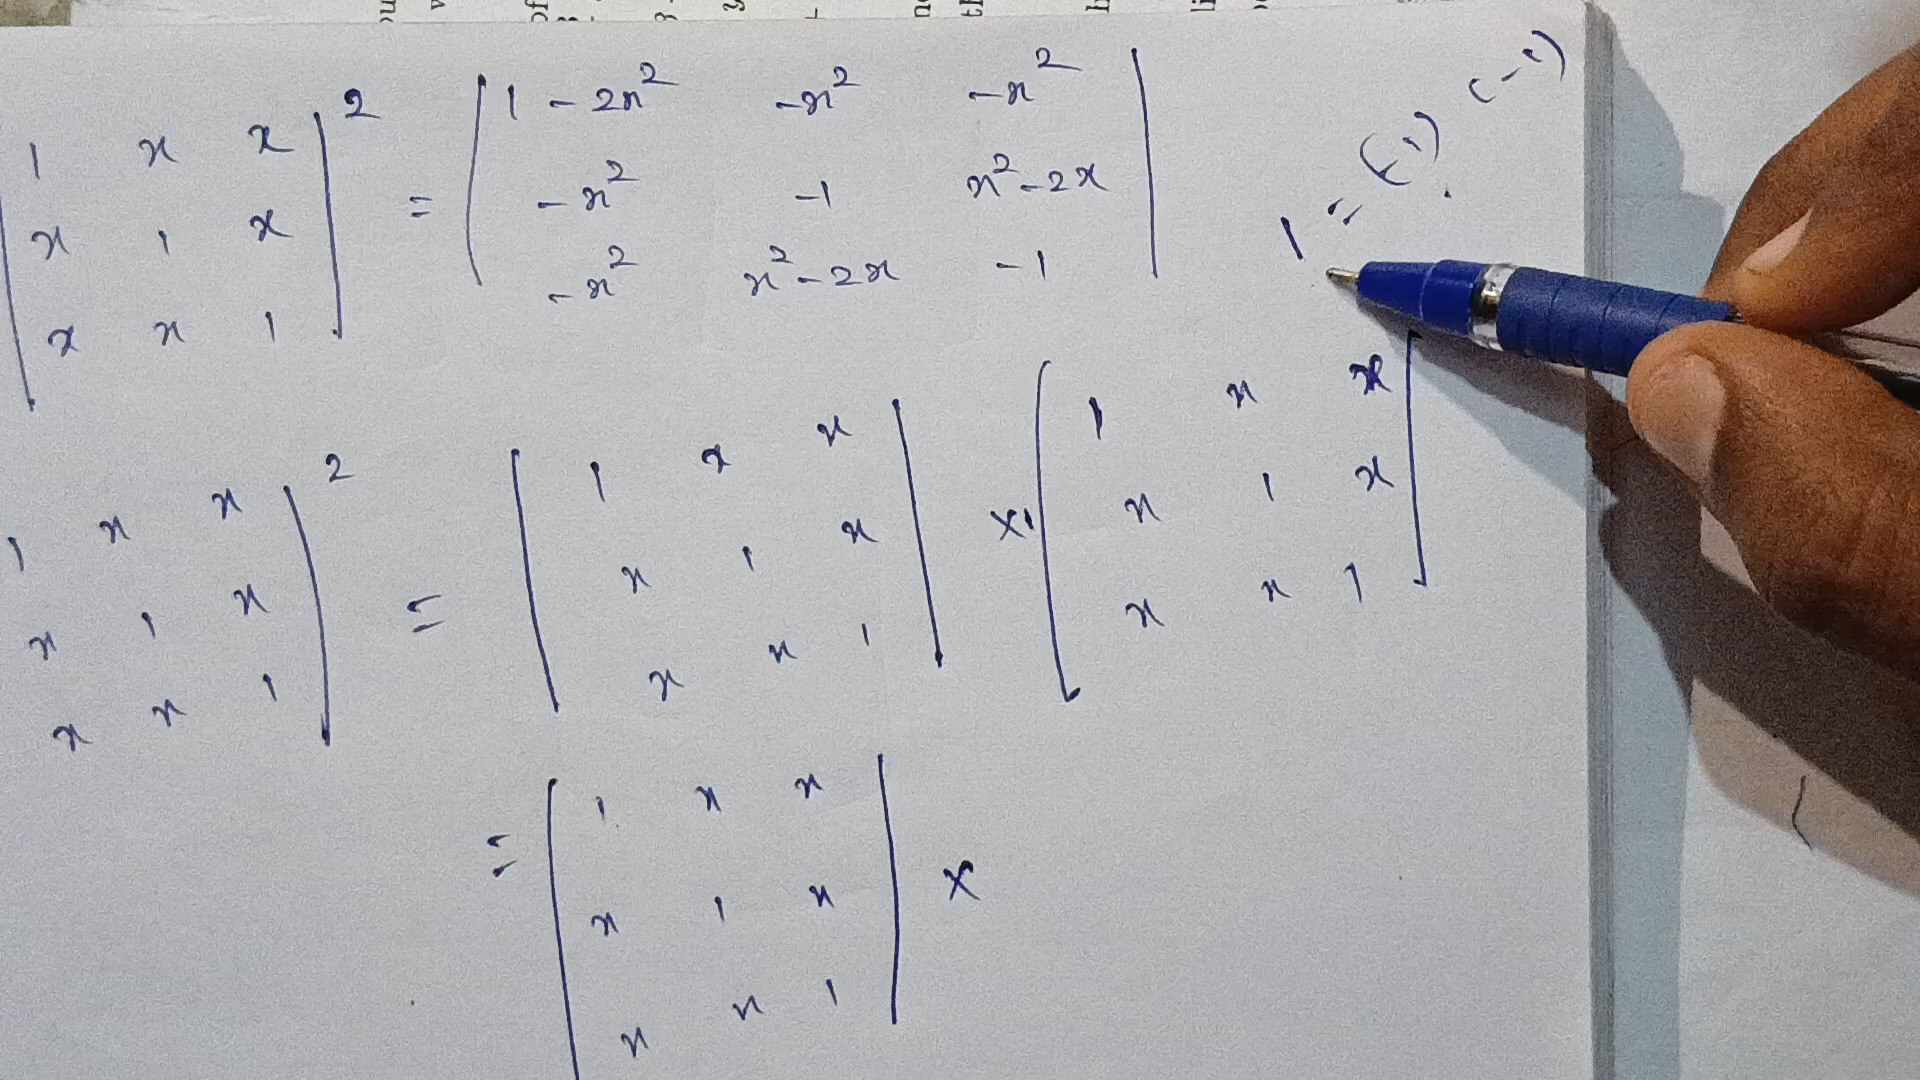 | 1 x x |² = | 1 - 2x² -x² -x² |
| x 1 x | | -x² -1 x² - 2x |
| x x 1 | | -x² x² - 2x -1 |
1 = (-1) (-1)
| 1 x x |² = | 1 x x | × | 1 x x |
| x 1 x | | x 1 x | | x 1 x |
| x x 1 | | x x 1 | | x x 1 |
= | 1 x x | ×
| x 1 x |
| x x 1 |